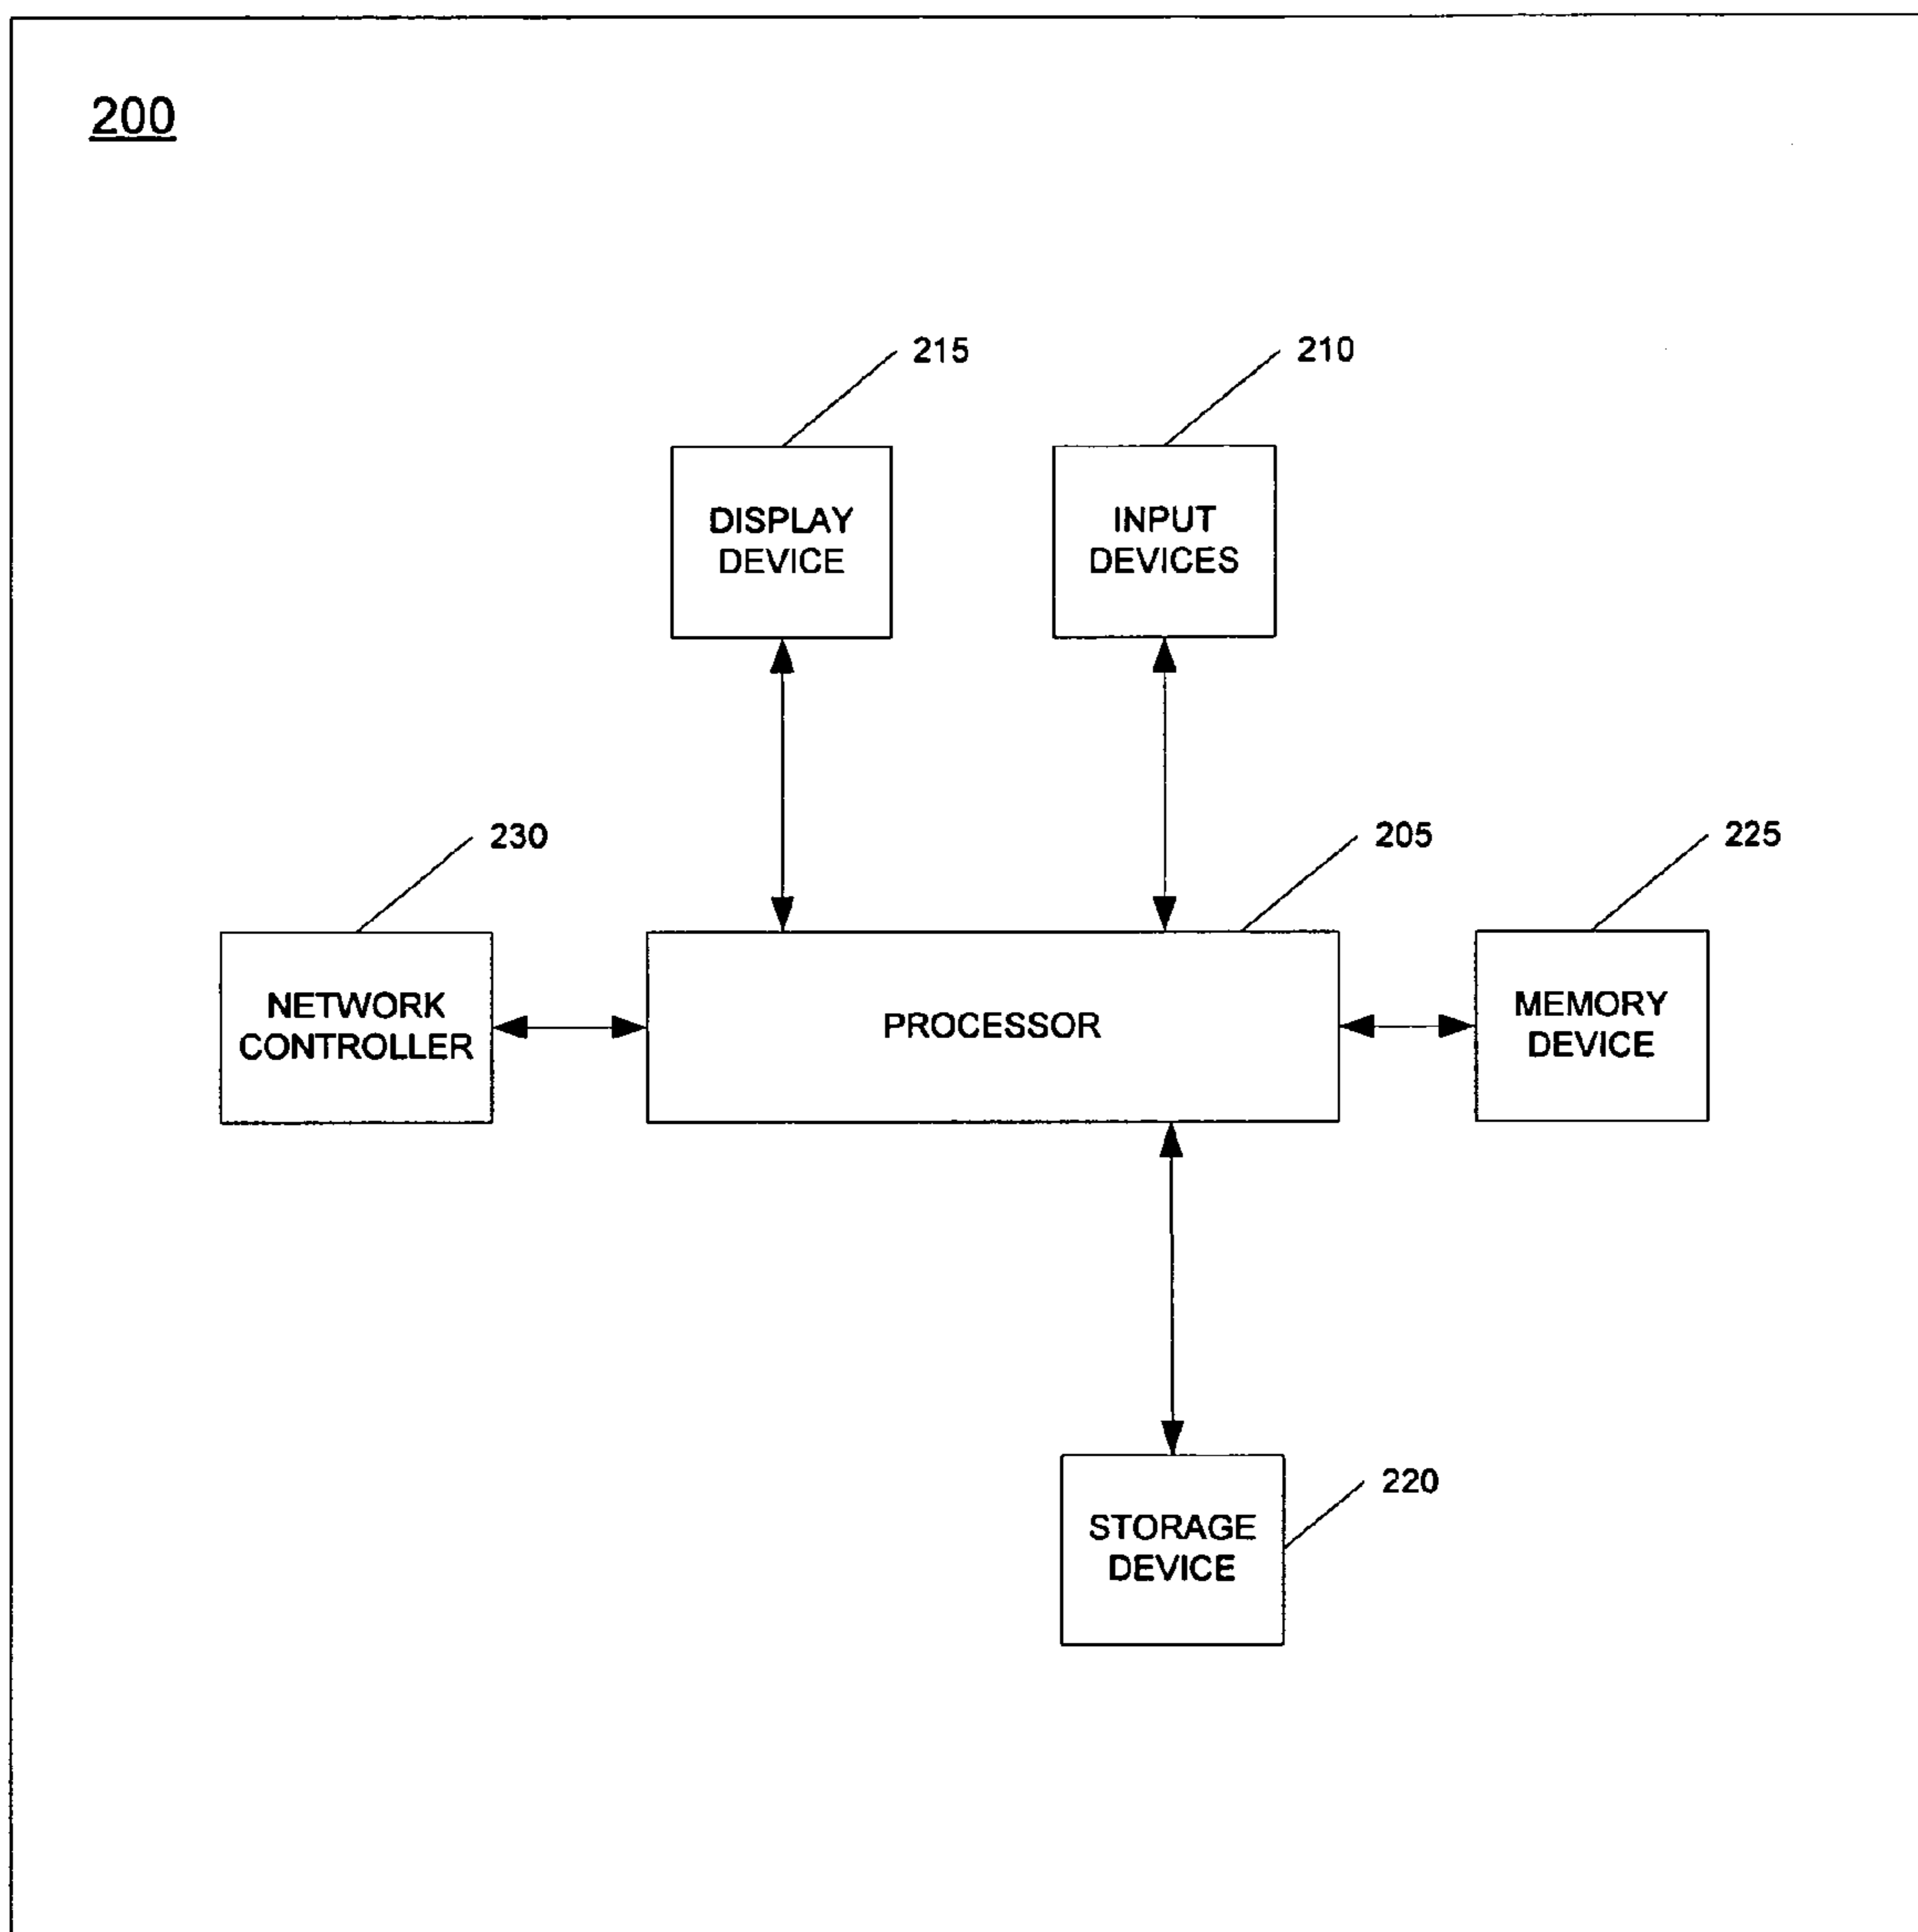 200
215
210
DISPLAY
DEVICE
INPUT
DEVICES
230
205
225
NETWORK
CONTROLLER
PROCESSOR
MEMORY
DEVICE
220
STORAGE
DEVICE